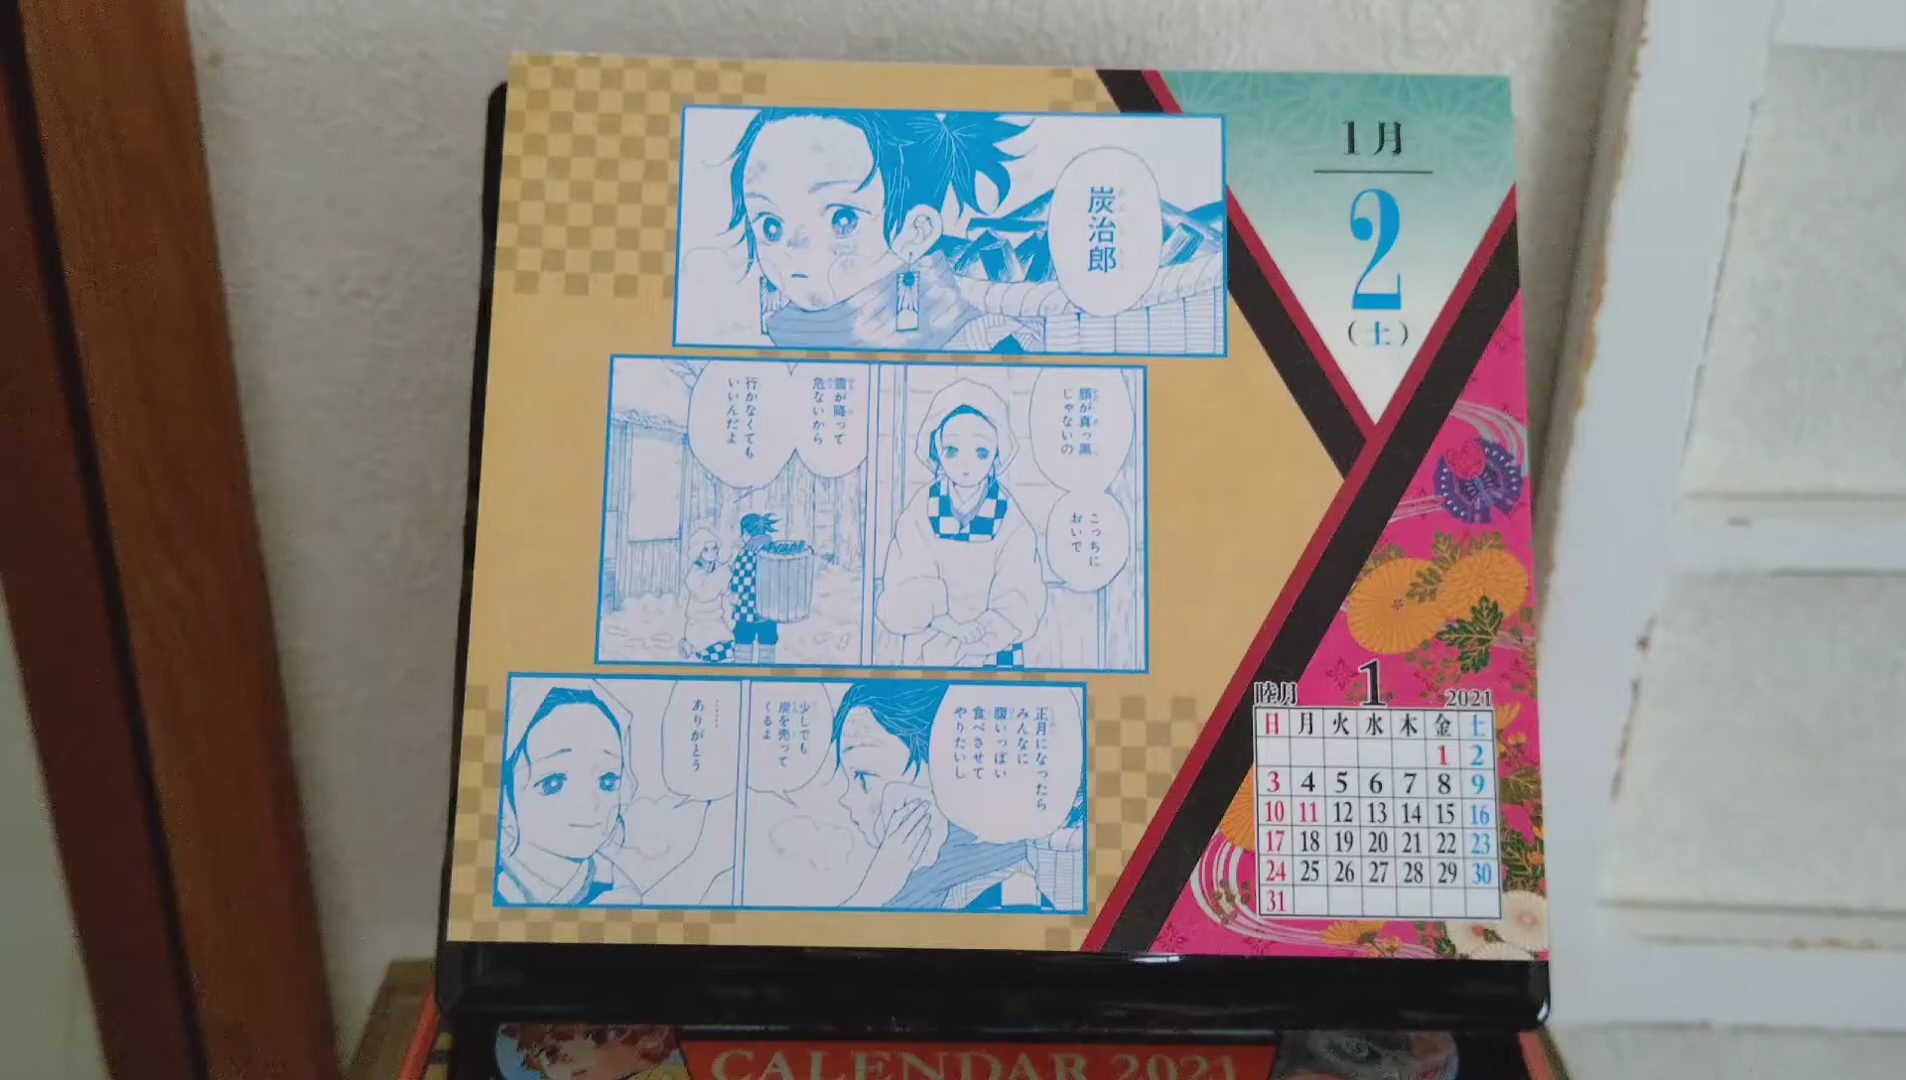 炭治郎
顔が真っ黒
じゃないの
こっちに
おいで
雪が降って
危ないから
行かなくても
いいんだよ
正月になったら
みんなに
腹いっぱい
食べさせて
やりたいし
少しでも
炭を売って
くるよ
……
ありがとう
1月
2
(土)
睦月 1 2021
日 月 火 水 木 金 土
1 2
3 4 5 6 7 8 9
10 11 12 13 14 15 16
17 18 19 20 21 22 23
24 25 26 27 28 29 30
31
CALENDAR 2021